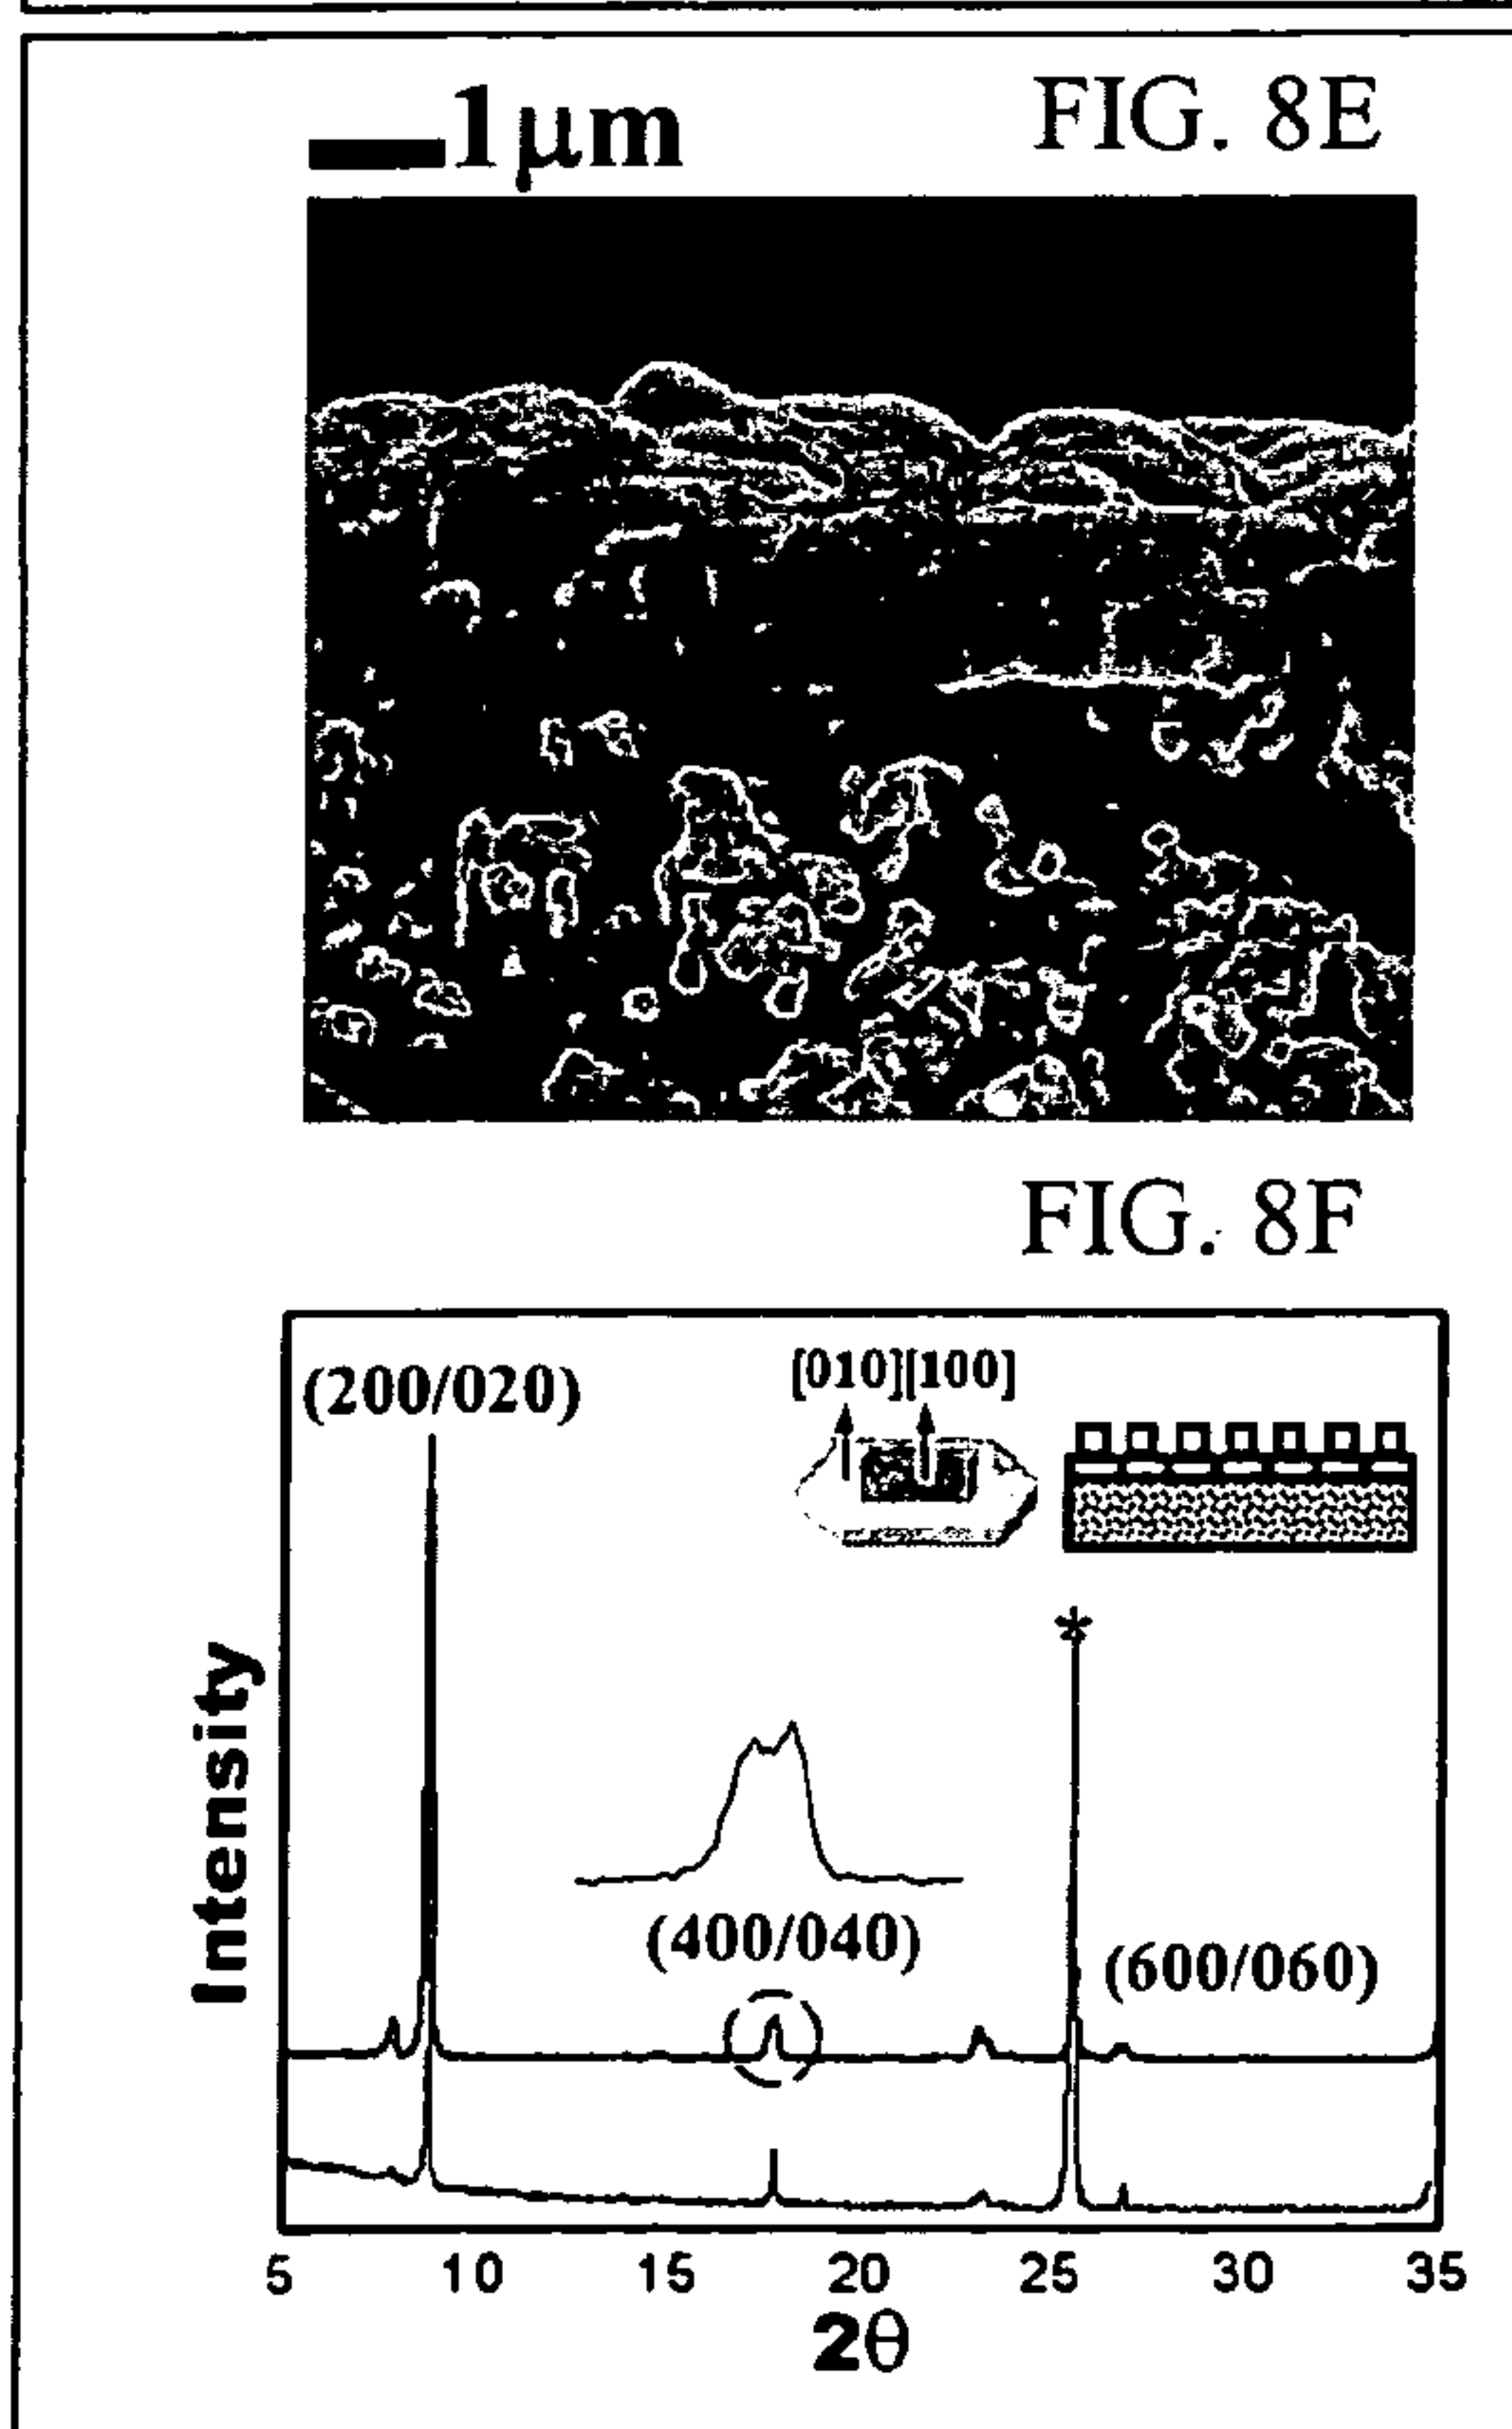 1μm
FIG. 8E
FIG. 8F
(200/020)
[010][100]
*
(400/040)
(600/060)
Intensity
5 10 15 20 25 30 35
2θ